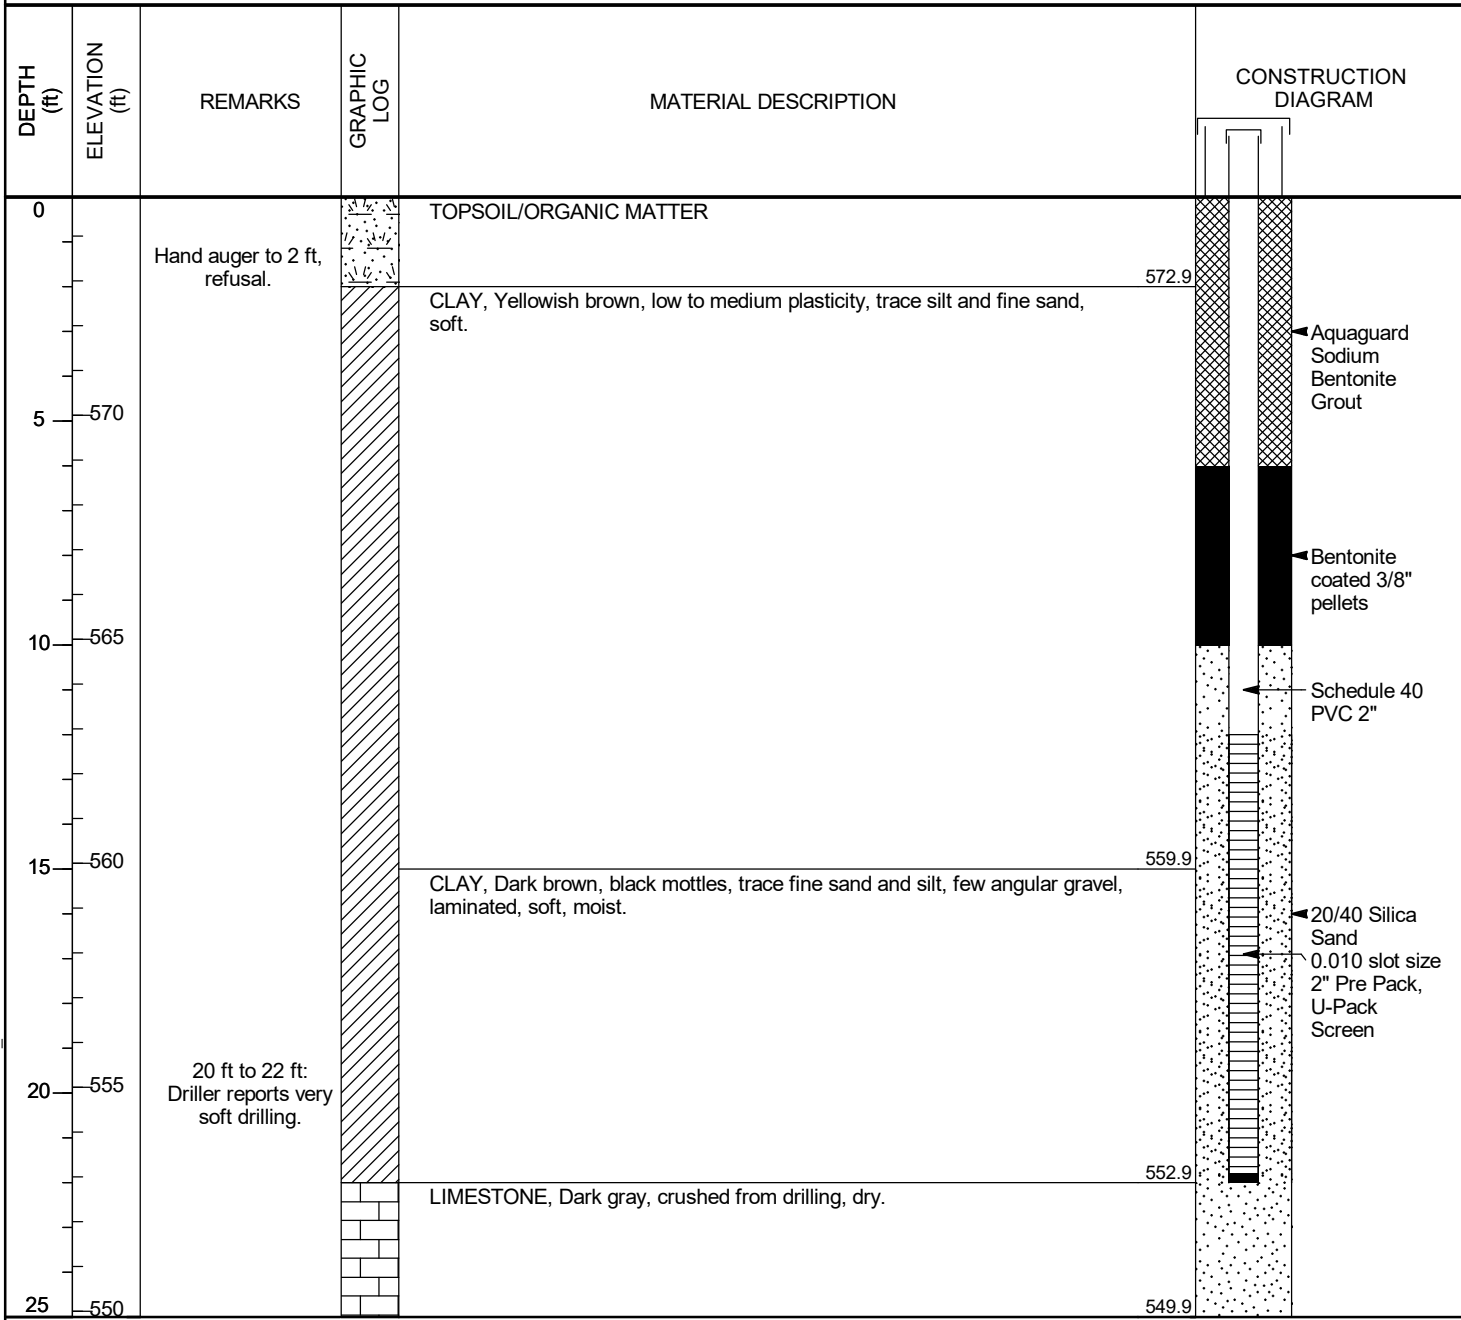 DEPTH
(ft)
ELEVATION
(ft)
REMARKS
GRAPHIC
LOG
MATERIAL DESCRIPTION
CONSTRUCTION
DIAGRAM
0
TOPSOIL/ORGANIC MATTER
Hand auger to 2 ft,
refusal.
572.9
CLAY, Yellowish brown, low to medium plasticity, trace silt and fine sand,
soft.
Aquaguard
Sodium
Bentonite
Grout
5
570
Bentonite
coated 3/8"
pellets
10
565
Schedule 40
PVC 2"
15
560
559.9
CLAY, Dark brown, black mottles, trace fine sand and silt, few angular gravel,
laminated, soft, moist.
20/40 Silica
Sand
0.010 slot size
2" Pre Pack,
U-Pack
Screen
20 ft to 22 ft:
Driller reports very
soft drilling.
20
555
552.9
LIMESTONE, Dark gray, crushed from drilling, dry.
25
550
549.9